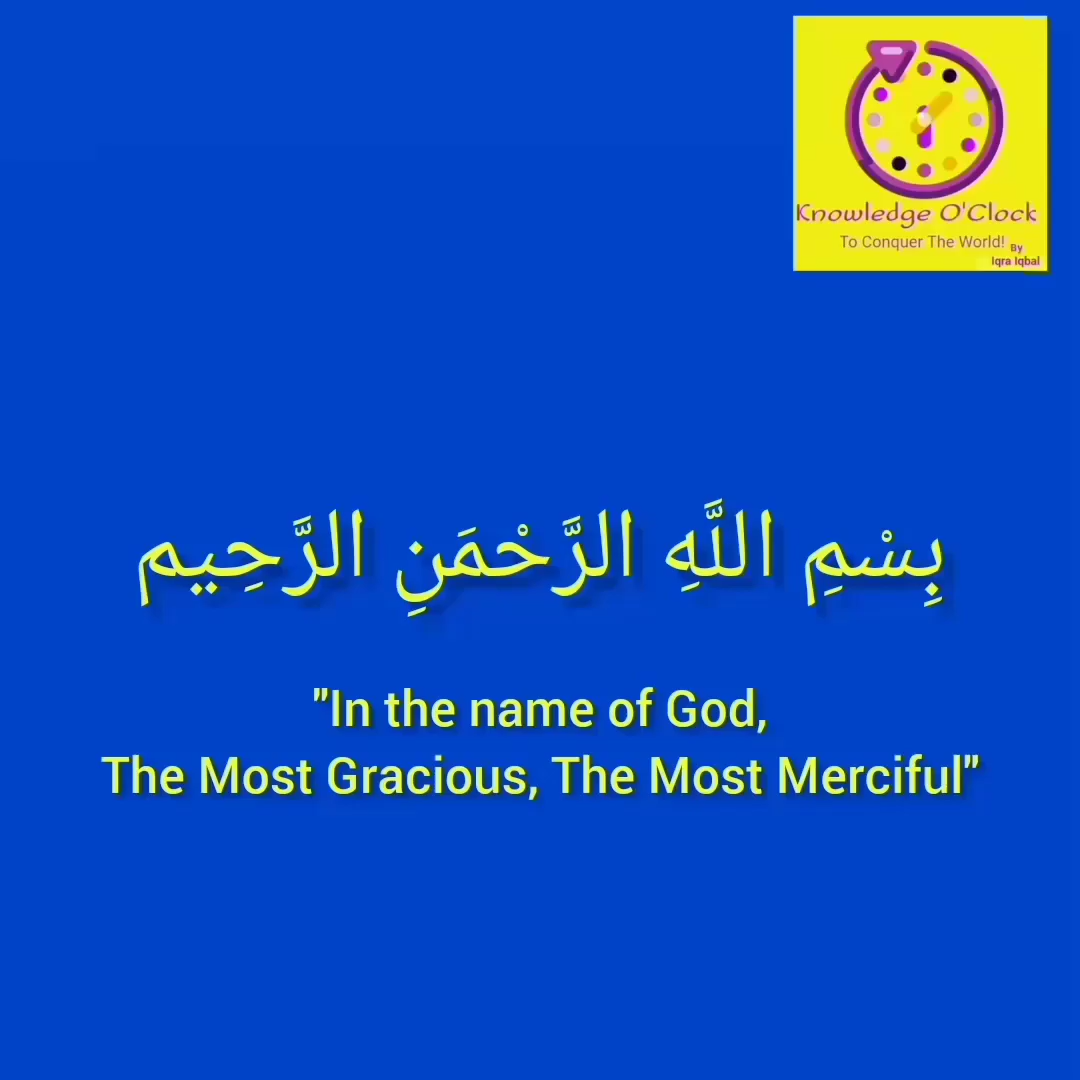 Knowledge O'Clock
To Conquer The World!
By
Iqra Iqbal
بِسْمِ اللَّهِ الرَّحْمَنِ الرَّحِيم
"In the name of God,
The Most Gracious, The Most Merciful"